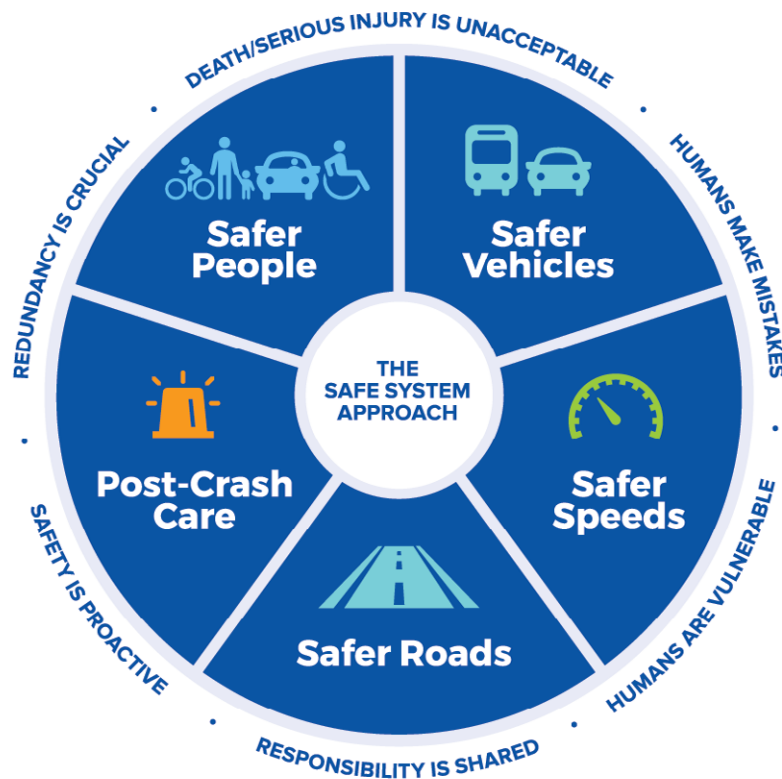 DEATH/SERIOUS INJURY IS UNACCEPTABLE
HUMANS MAKE MISTAKES
HUMANS ARE VULNERABLE
RESPONSIBILITY IS SHARED
SAFETY IS PROACTIVE
REDUNDANCY IS CRUCIAL
Safer
People
Safer
Vehicles
Safer
Speeds
Safer Roads
Post-Crash
Care
THE
SAFE SYSTEM
APPROACH